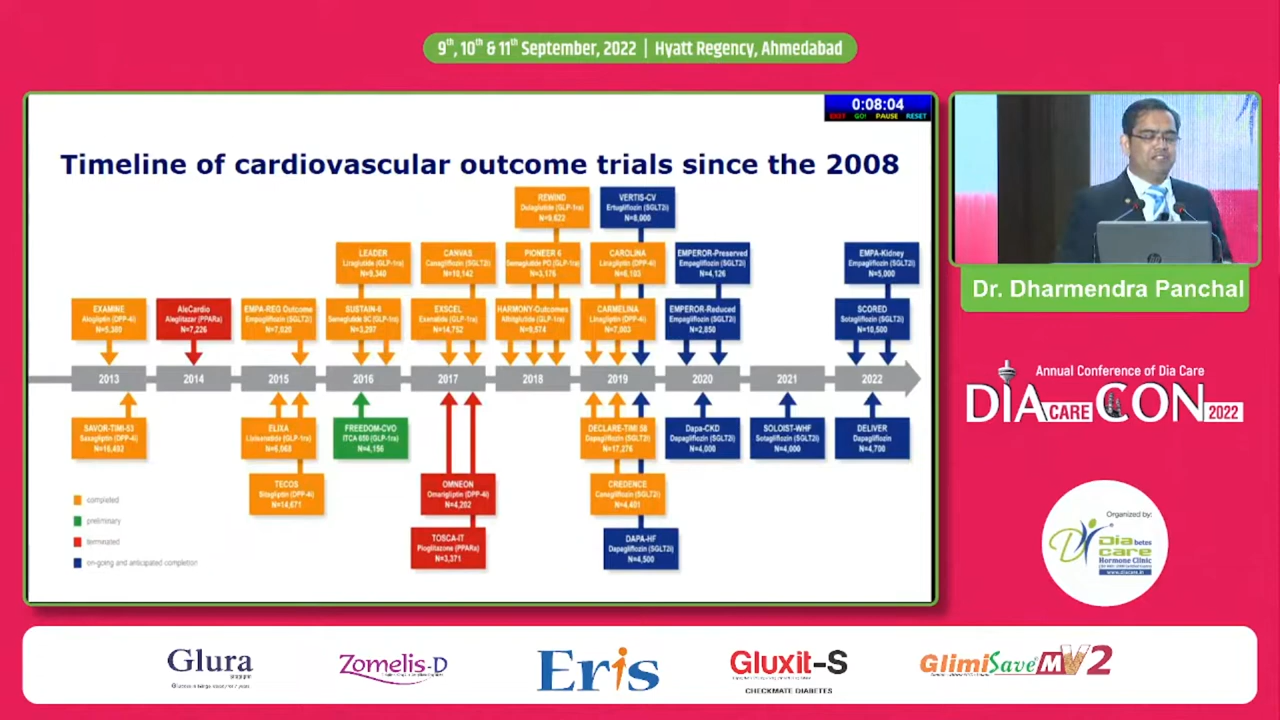 9th, 10th & 11th September, 2022 | Hyatt Regency, Ahmedabad
0:08:04
EXIT GO! PAUSE RESET
Timeline of cardiovascular outcome trials since the 2008
REWIND
Dulaglutide (GLP-1ra)
N=9,622
VERTIS-CV
Ertugliflozin (SGLT2i)
N=8,000
LEADER
Liraglutide (GLP-1ra)
N=9,340
CANVAS
Canagliflozin (SGLT2i)
N=10,142
PIONEER 6
Semaglutide PO (GLP-1ra)
N=3,176
CAROLINA
Linagliptin (DPP-4i)
N=6,103
EMPEROR-Preserved
Empagliflozin (SGLT2i)
N=4,126
EMPA-Kidney
Empagliflozin (SGLT2i)
N=5,000
EXAMINE
Alogliptin (DPP-4i)
N=5,380
AleCardio
Aleglitazar (PPARa)
N=7,226
EMPA-REG Outcome
Empagliflozin (SGLT2i)
N=7,020
SUSTAIN-6
Semaglutide SC (GLP-1ra)
N=3,297
EXSCEL
Exenatide (GLP-1ra)
N=14,752
HARMONY-Outcomes
Albiglutide (GLP-1ra)
N=9,574
CARMELINA
Linagliptin (DPP-4i)
N=7,003
EMPEROR-Reduced
Empagliflozin (SGLT2i)
N=2,850
SCORED
Sotagliflozin (SGLT2i)
N=10,500
2013 2014 2015 2016 2017 2018 2019 2020 2021 2022
SAVOR-TIMI-53
Saxagliptin (DPP-4i)
N=16,492
ELIXA
Lixisenatide (GLP-1ra)
N=6,068
FREEDOM-CVO
ITCA 650 (GLP-1ra)
N=4,156
DECLARE-TIMI 58
Dapagliflozin (SGLT2i)
N=17,276
Dapa-CKD
Dapagliflozin (SGLT2i)
N=4,000
SOLOIST-WHF
Sotagliflozin (SGLT2i)
N=4,000
DELIVER
Dapagliflozin
N=4,700
TECOS
Sitagliptin (DPP-4i)
N=14,671
OMNEON
Omarigliptin (DPP-4i)
N=4,202
CREDENCE
Canagliflozin (SGLT2i)
N=4,401
TOSCA-IT
Pioglitazone (PPARa)
N=3,371
DAPA-HF
Dapagliflozin (SGLT2i)
N=4,500
completed
preliminary
terminated
on-going and anticipated completion
Dr. Dharmendra Panchal
Annual Conference of Dia Care
DIACARE CON 2022
Organized by:
Diabetes
care
Hormone Clinic
www.diacare.in
Glura
Zomelis-D
Eris
Gluxit-S
CHECKMATE DIABETES
GlimiSave MV2